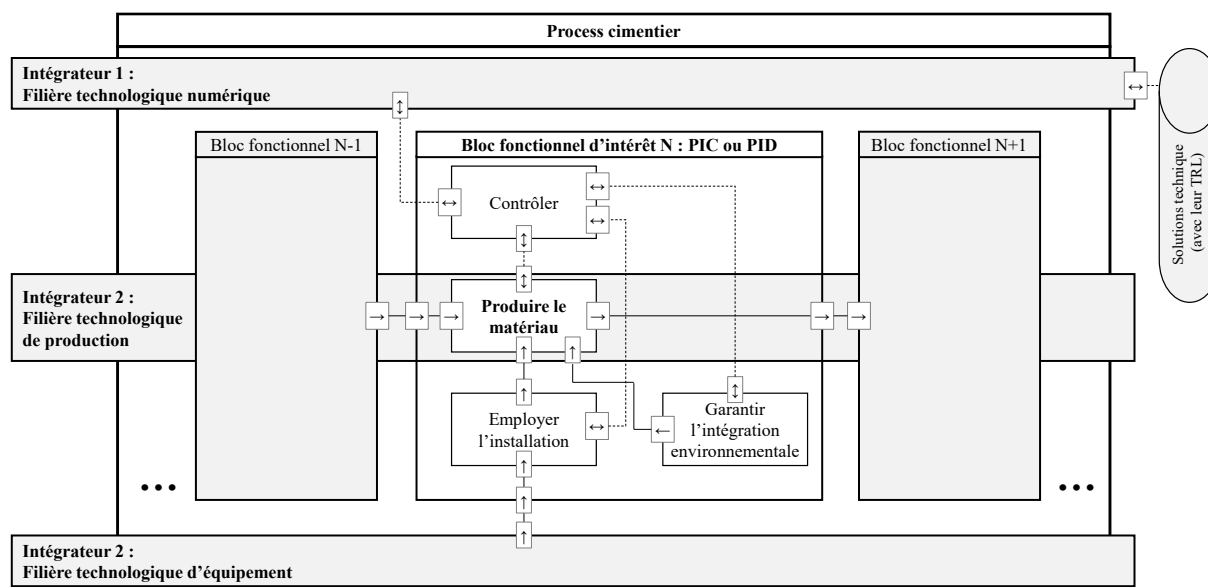 Process cimentier
Intégrateur 1 :
Filière technologique numérique
Bloc fonctionnel N-1
Bloc fonctionnel d'intérêt N : PIC ou PID
Bloc fonctionnel N+1
Solutions technique
(avec leur TRL)
Contrôler
Intégrateur 2 :
Filière technologique
de production
Produire le
matériau
Employer
l'installation
Garantir
l'intégration
environnementale
...
...
Intégrateur 2 :
Filière technologique d'équipement